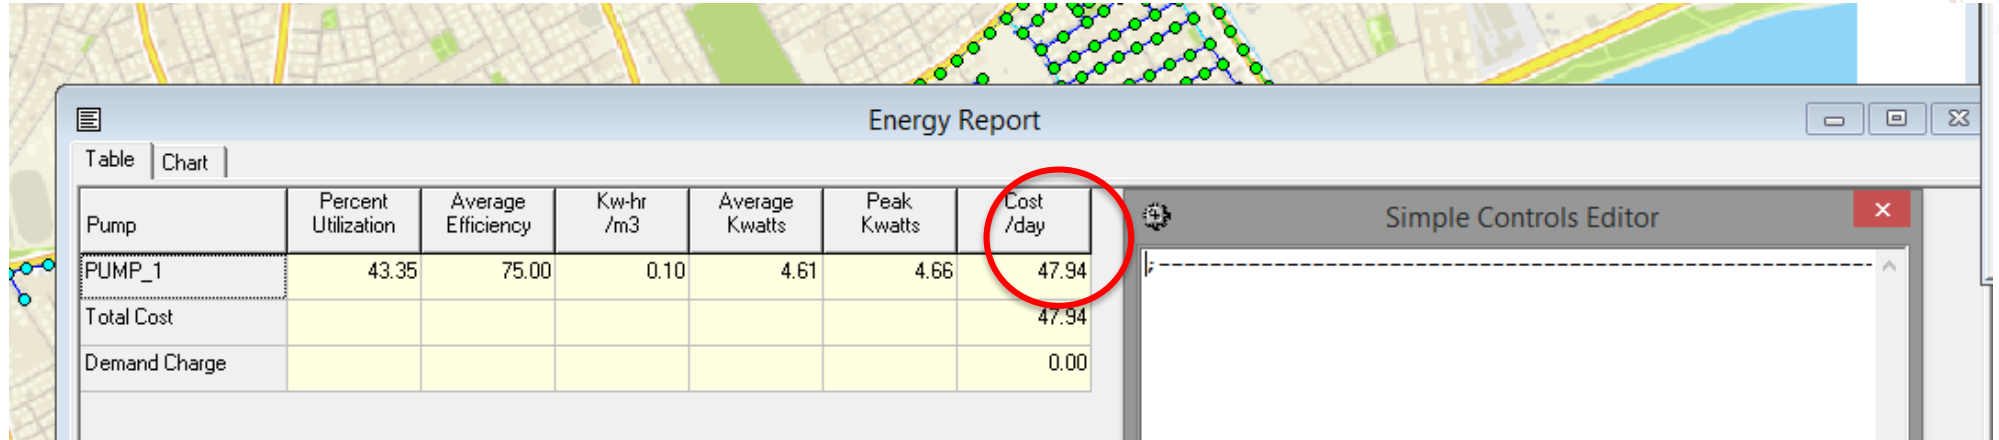 Energy Report
Table Chart
Pump Percent Utilization Average Efficiency Kw-hr /m3 Average Kwatts Peak Kwatts Cost /day
PUMP_1 43.35 75.00 0.10 4.61 4.66 47.94
Total Cost 47.94
Demand Charge 0.00
Simple Controls Editor
;------------------------------------------------------------------------